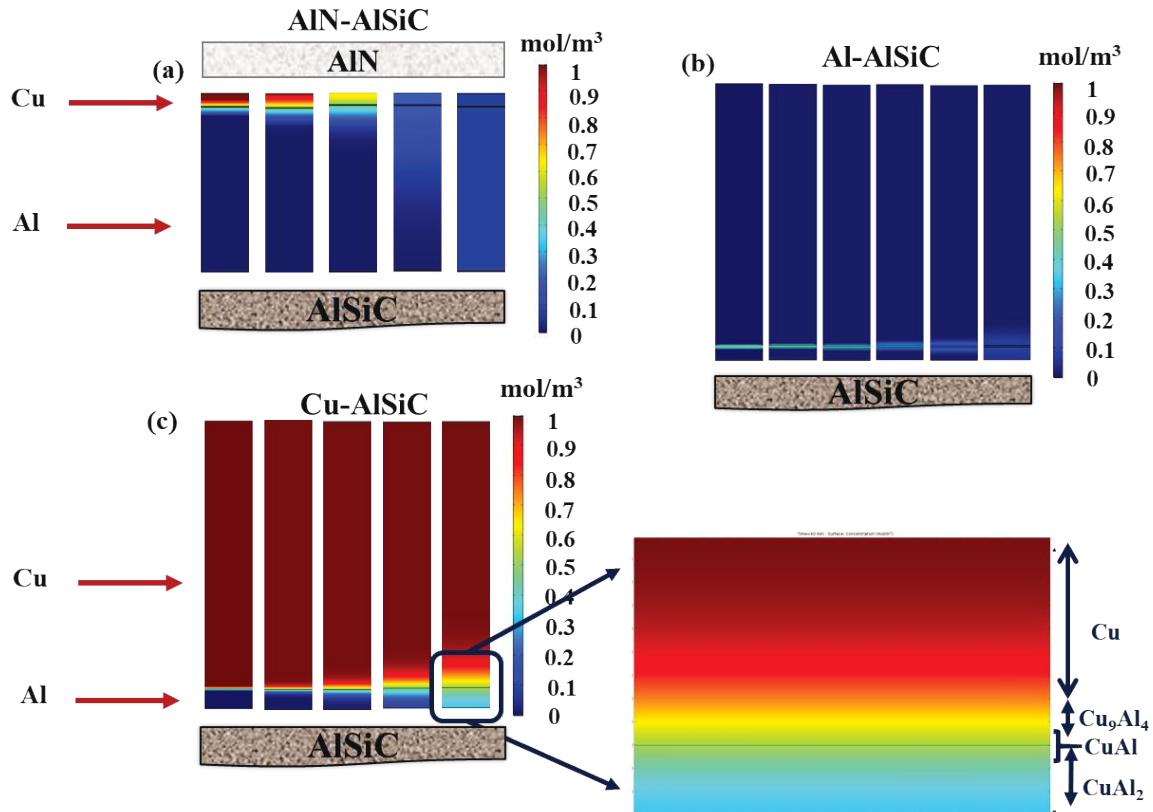 AlN-AlSiC
mol/m³
(a)
AlN
Cu
Al
1
0.9
0.8
0.7
0.6
0.5
0.4
0.3
0.2
0.1
0
AlSiC
(b)
Al-AlSiC
mol/m³
1
0.9
0.8
0.7
0.6
0.5
0.4
0.3
0.2
0.1
0
AlSiC
Cu-AlSiC
mol/m³
(c)
Cu
Al
1
0.9
0.8
0.7
0.6
0.5
0.4
0.3
0.2
0.1
0
AlSiC
Cu
Cu₉Al₄
CuAl
CuAl₂